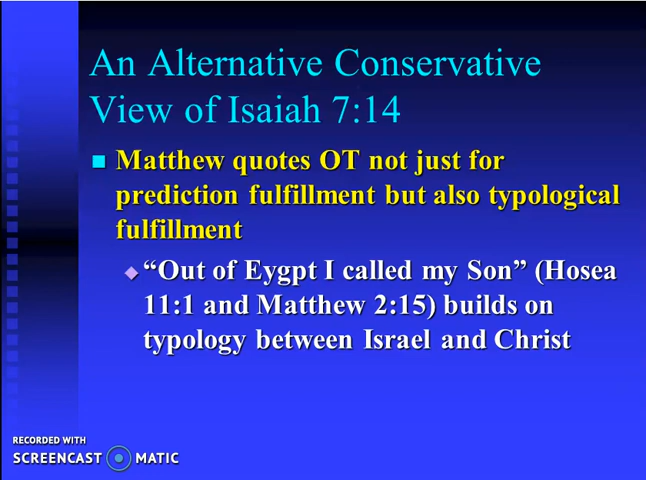 An Alternative Conservative
View of Isaiah 7:14
Matthew quotes OT not just for
prediction fulfillment but also typological
fulfillment
“Out of Eygpt I called my Son” (Hosea
11:1 and Matthew 2:15) builds on
typology between Israel and Christ
RECORDED WITH
SCREENCAST MATIC